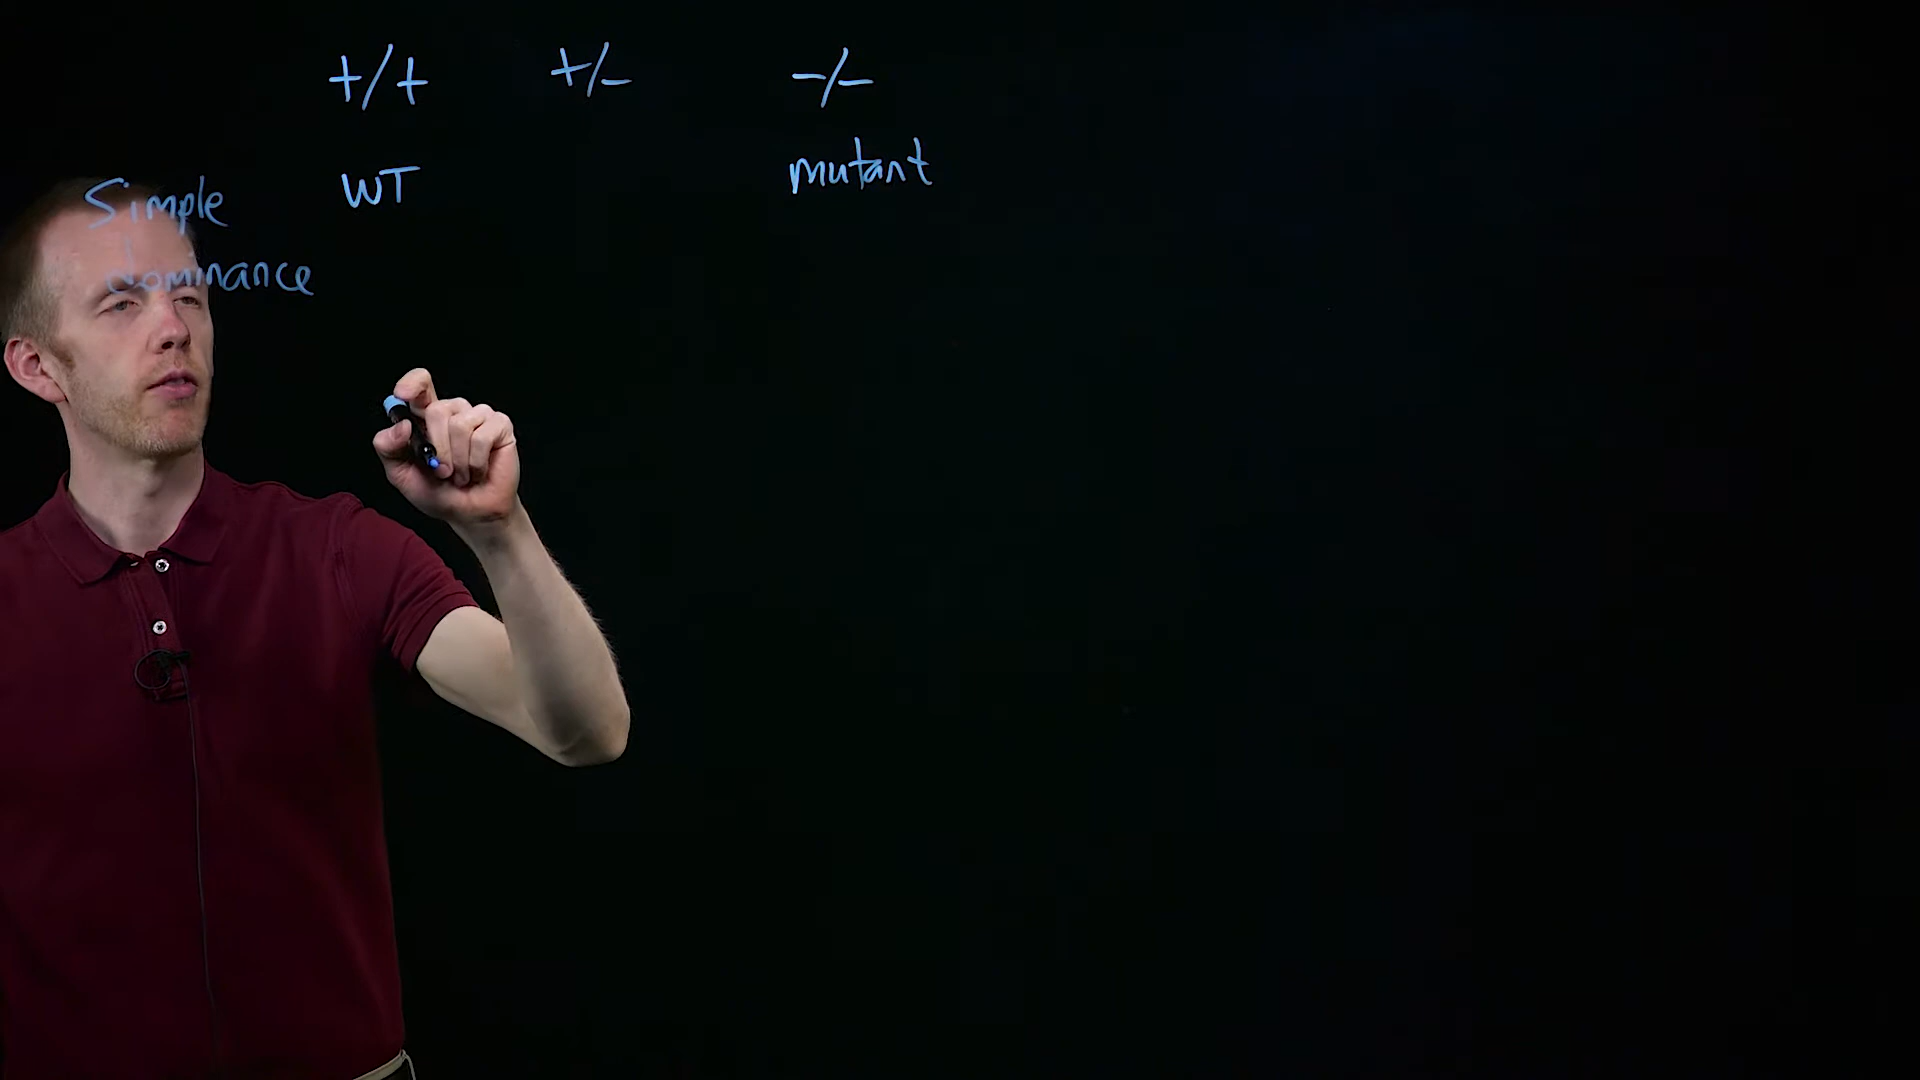 +/+ +/- -/-
WT mutant
Simple
dominance